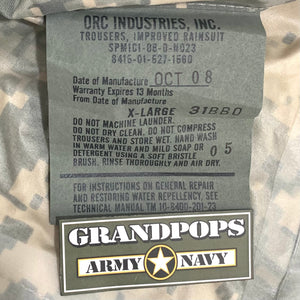 ORC INDUSTRIES, INC.
TROUSERS, IMPROVED RAINSUIT
SPM1C1-08-D-N023
8415-01-527-1560
Date of Manufacture OCT 08
Warranty Expires 13 Months
From Date of Manufacture
X-LARGE 31880
DO NOT MACHINE LAUNDER.
DO NOT DRY CLEAN. DO NOT COMPRESS
TROUSERS AND STORE WET. HAND WASH
IN WARM WATER AND MILD SOAP OR 05
DETERGENT USING A SOFT BRISTLE
BRUSH. RINSE THOROUGHLY AND AIR DRY.
FOR INSTRUCTIONS ON GENERAL REPAIR
AND RESTORING WATER REPELLENCY, SEE
TECHNICAL MANUAL TM 10-8400-201-23
GRANDPOPS
ARMY NAVY